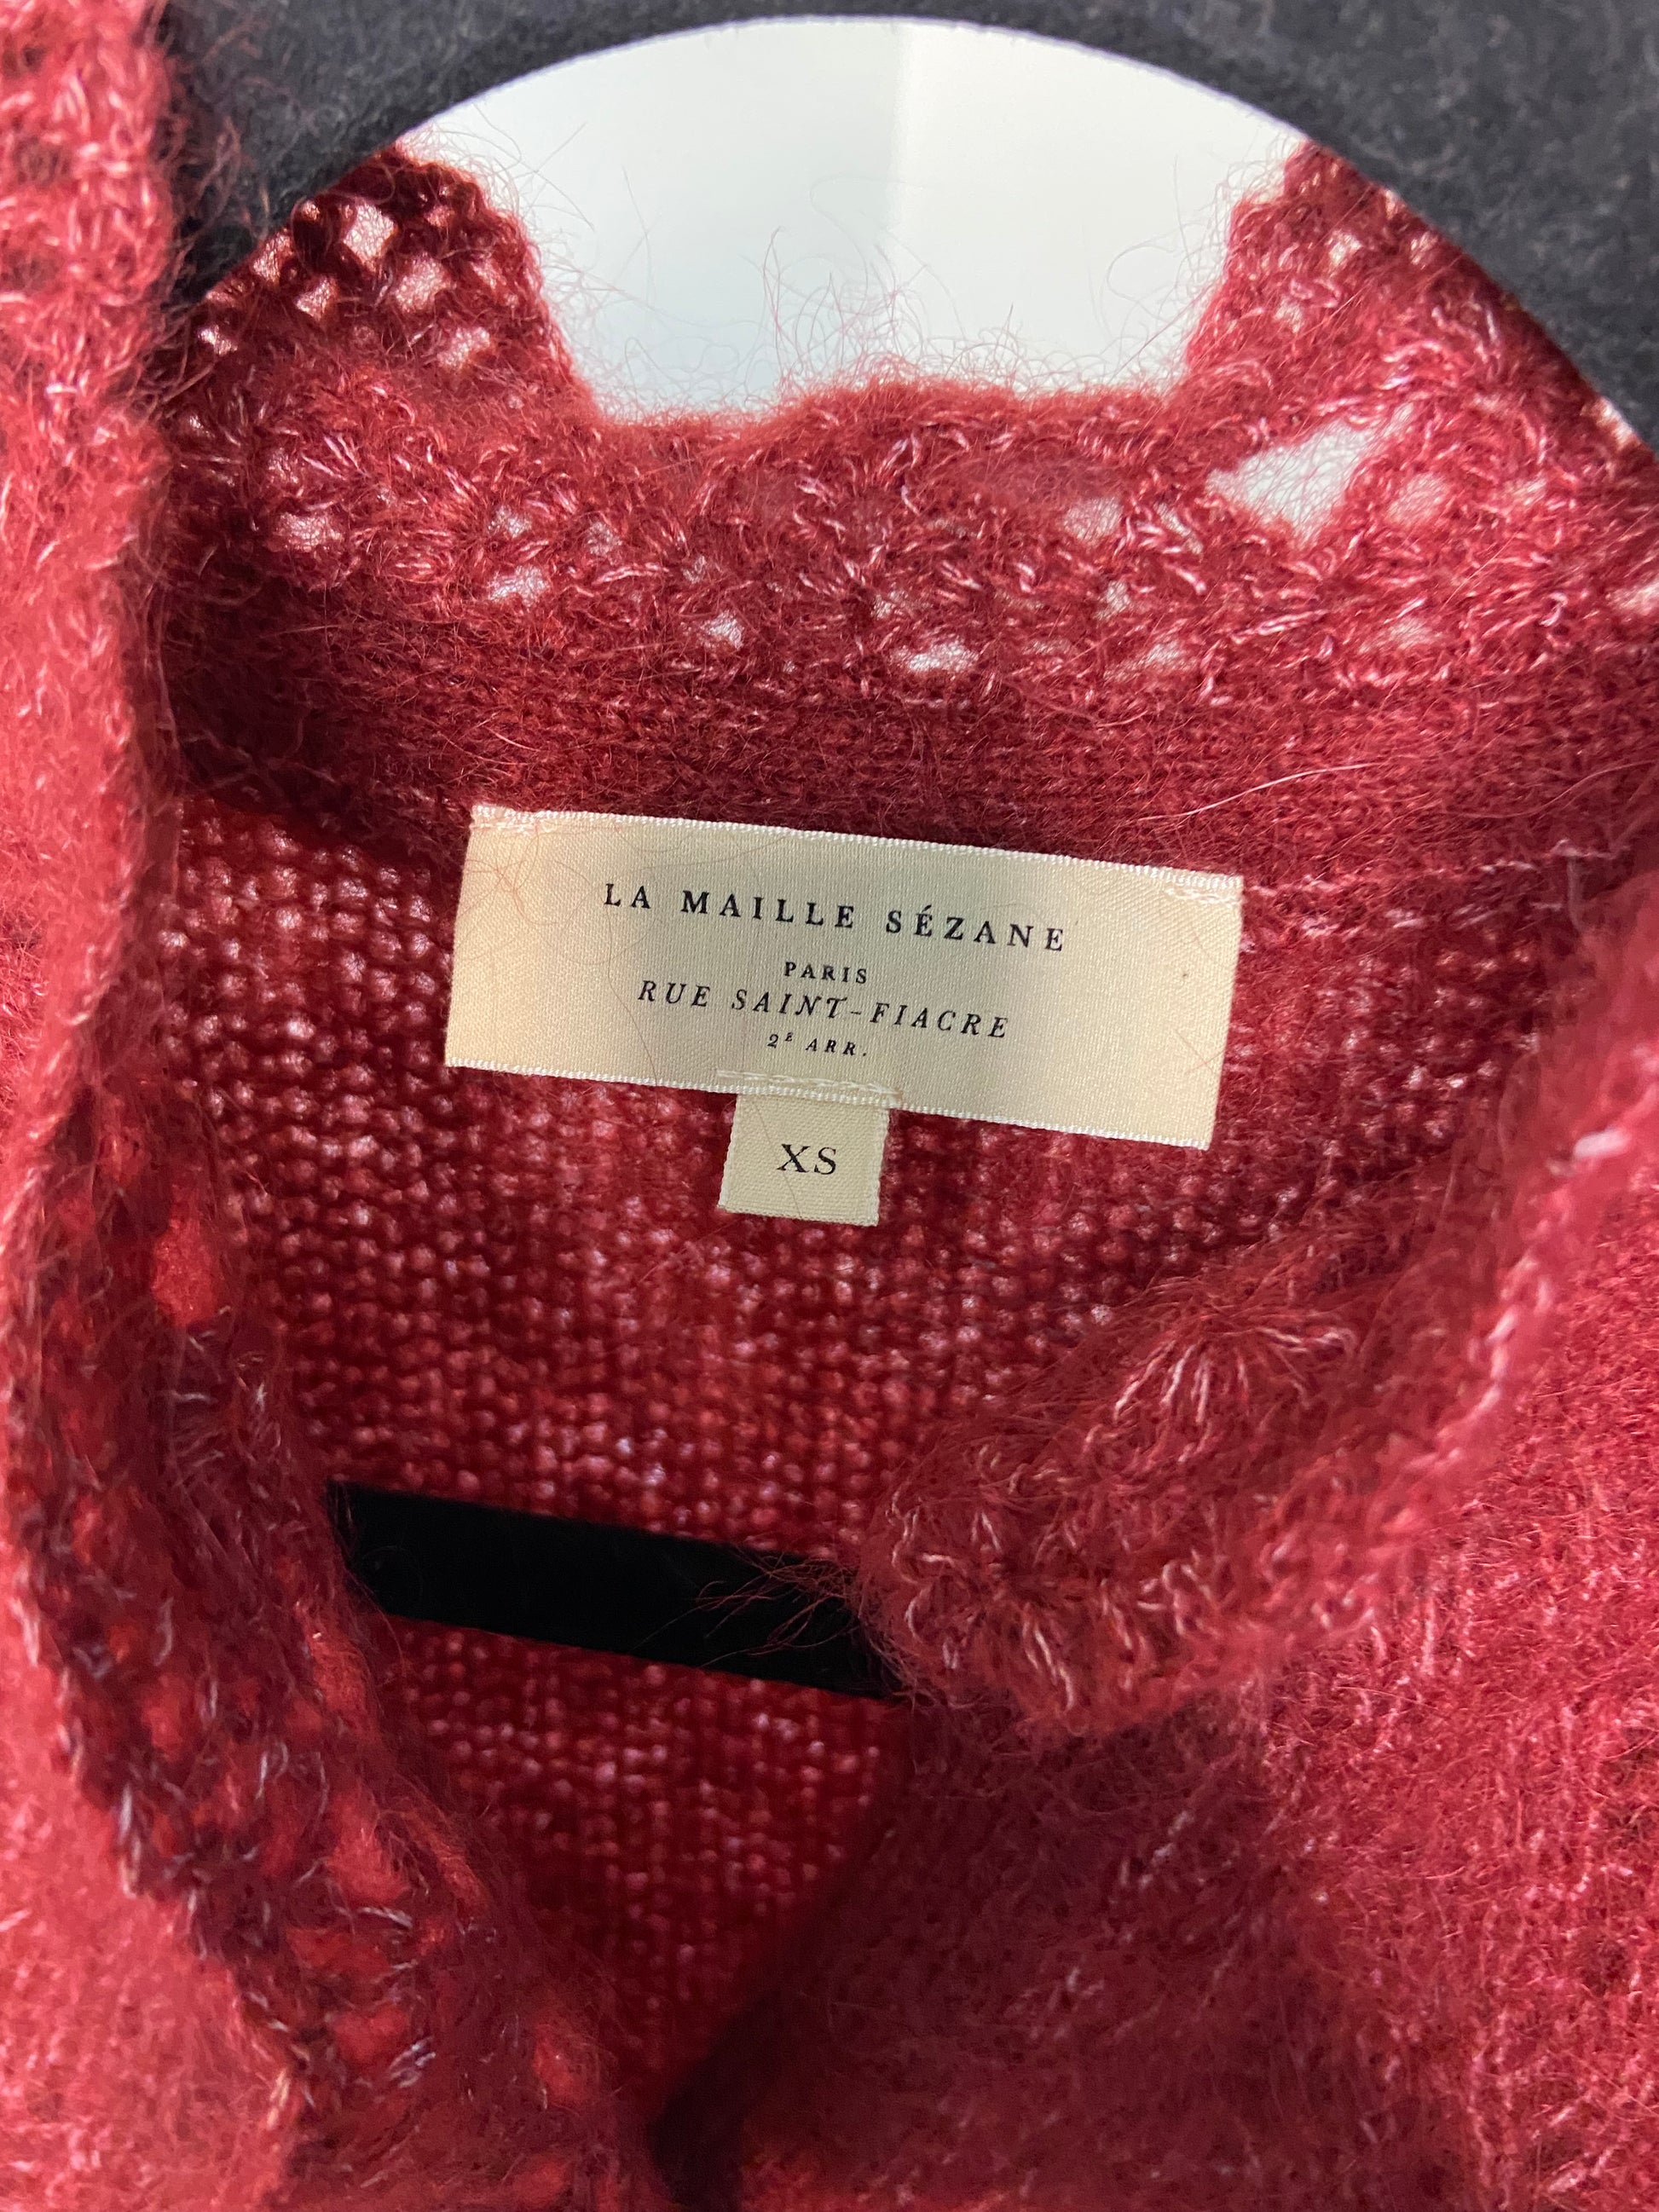 LA MAILLE SÉZANE
PARIS
RUE SAINT-FIACRE
2E ARR.
XS